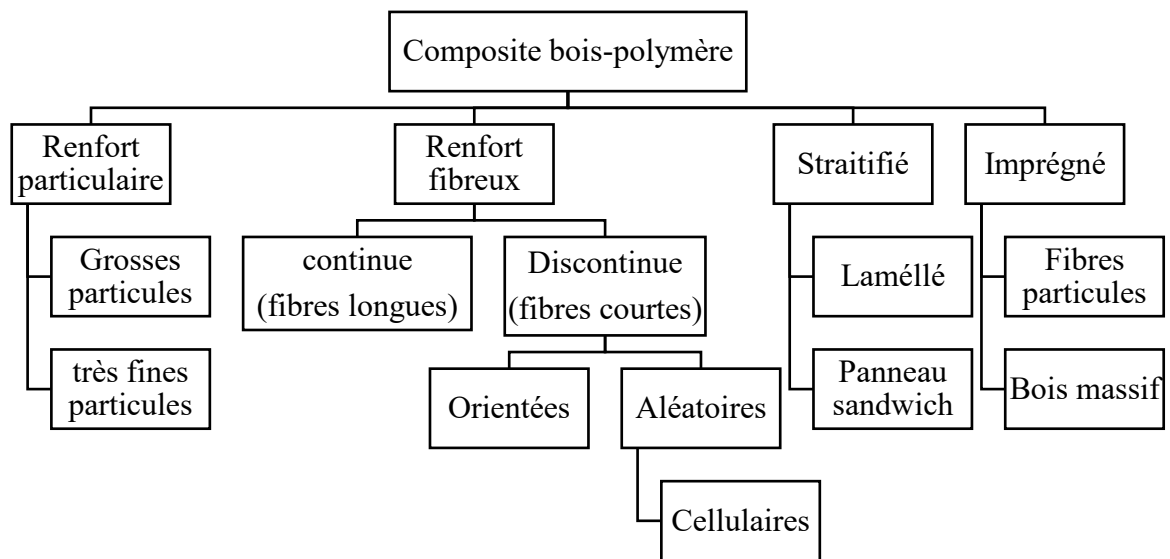 Composite bois-polymère
Renfort
particulaire
Renfort
fibreux
Straitifié
Imprégné
Grosses
particules
continue
(fibres longues)
Discontinue
(fibres courtes)
Laméllé
Fibres
particules
très fines
particules
Orientées
Aléatoires
Panneau
sandwich
Bois massif
Cellulaires